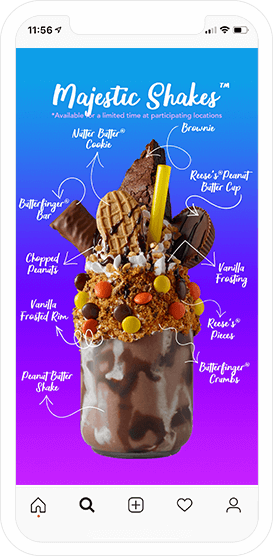 11:56
Majestic Shakes™
*Available for a limited time at participating locations
Nutter Butter®
Cookie
Brownie
Reese's® Peanut
Butter Cup
Butterfinger®
Bar
Chopped
Peanuts
Vanilla
Frosting
Vanilla
Frosted Rim
Reese's®
Pieces
Butterfinger®
Crumbs
Peanut Butter
Shake